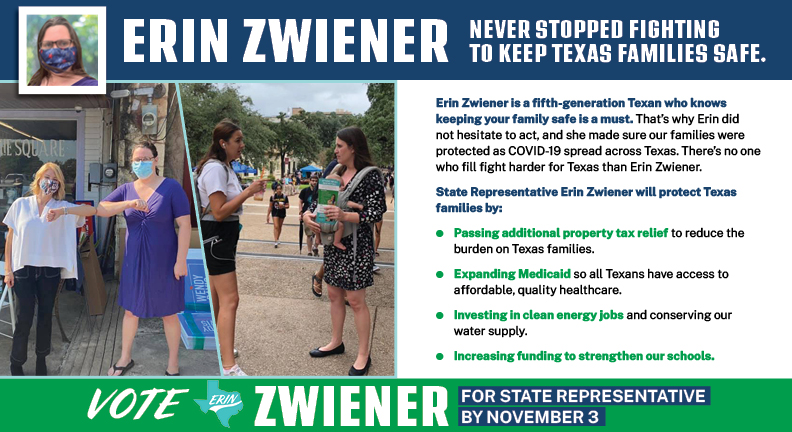 ERIN ZWIENER
NEVER STOPPED FIGHTING
TO KEEP TEXAS FAMILIES SAFE.
SQUARE
WENDY
Erin Zwiener is a fifth-generation Texan who knows
keeping your family safe is a must. That's why Erin did
not hesitate to act, and she made sure our families were
protected as COVID-19 spread across Texas. There's no one
who fill fight harder for Texas than Erin Zwiener.
State Representative Erin Zwiener will protect Texas
families by:
• Passing additional property tax relief to reduce the
burden on Texas families.
• Expanding Medicaid so all Texans have access to
affordable, quality healthcare.
• Investing in clean energy jobs and conserving our
water supply.
• Increasing funding to strengthen our schools.
VOTE ERIN ZWIENER
FOR STATE REPRESENTATIVE
BY NOVEMBER 3